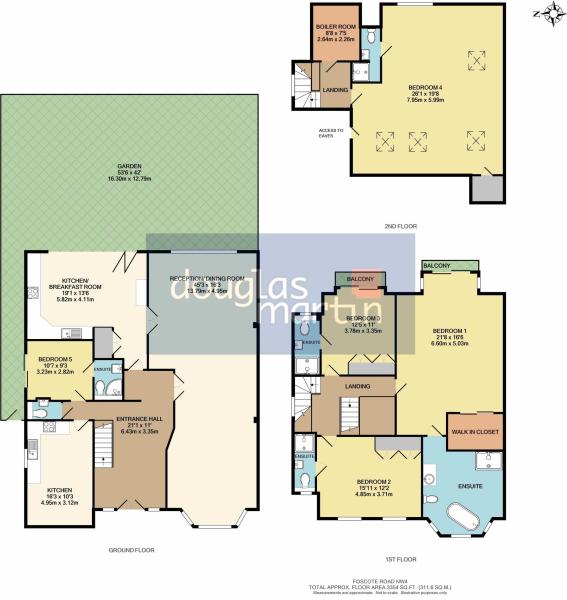 BOILER ROOM
8'8 x 7'5
2.64m x 2.26m
N
LANDING
BEDROOM 4
26'1 x 19'8
7.95m x 5.99m
ACCESS TO
EAVES
2ND FLOOR
GARDEN
53'6 x 42'
16.30m x 12.79m
KITCHEN/
BREAKFAST ROOM
19'1 x 13'6
5.82m x 4.11m
RECEPTION/DINING ROOM
45'3 x 16'3
13.79m x 4.95m
douglas
martin
BEDROOM 5
10'7 x 9'3
3.23m x 2.82m
ENSUITE
ENTRANCE HALL
21'1 x 11'
6.43m x 3.35m
KITCHEN
16'3 x 10'3
4.95m x 3.12m
GROUND FLOOR
BALCONY
BALCONY
BEDROOM 3
12'5 x 11'
3.78m x 3.35m
BEDROOM 1
21'8 x 16'6
6.60m x 5.03m
ENSUITE
LANDING
WALK IN CLOSET
ENSUITE
BEDROOM 2
15'11 x 12'2
4.85m x 3.71m
ENSUITE
1ST FLOOR
FOSCOTE ROAD NW4
TOTAL APPROX. FLOOR AREA 3354 SQ.FT. (311.6 SQ.M.)
Measurements are approximate. Not to scale. Illustrative purposes only.